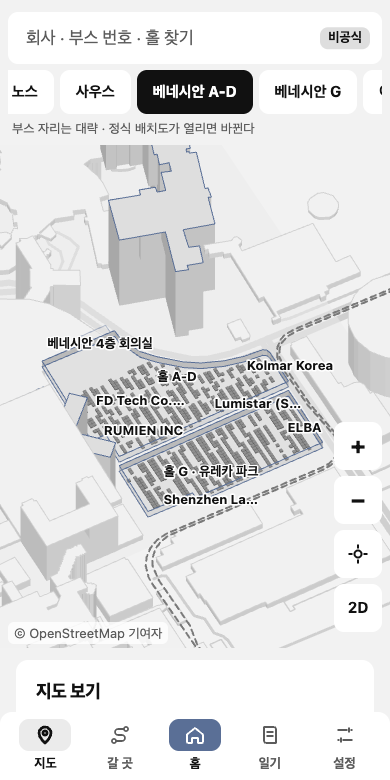 회사 · 부스 번호 · 홀 찾기
비공식
노스
사우스
베네시안 A-D
베네시안 G
부스 자리는 대략 · 정식 배치도가 열리면 바뀐다
베네시안 4층 회의실
Kolmar Korea
홀 A-D
FD Tech Co....
Lumistar (S...
RUMIEN INC
ELBA
홀 G · 유레카 파크
Shenzhen La...
+
−
2D
© OpenStreetMap 기여자
지도 보기
지도
갈 곳
홈
일기
설정